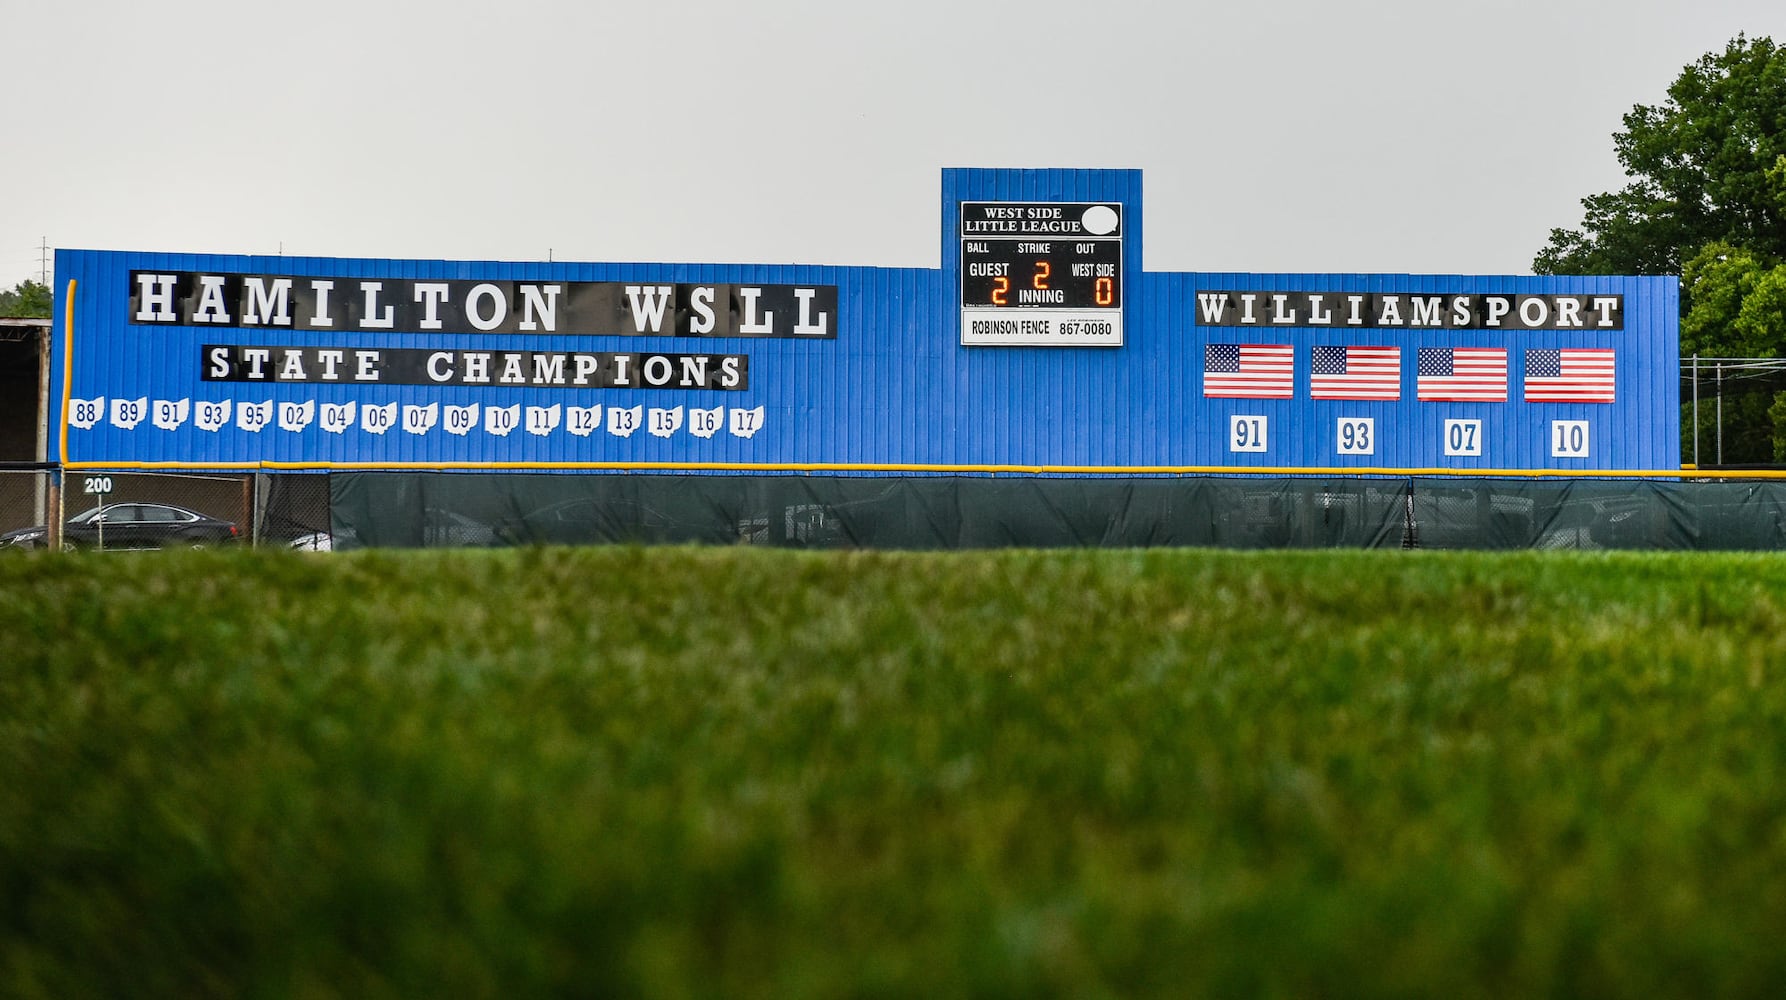 HAMILTON WSLL
STATE CHAMPIONS
88 89 91 93 95 02 04 06 07 09 10 11 12 13 15 16 17
200
WEST SIDE
LITTLE LEAGUE
BALL STRIKE OUT
GUEST 2 WEST SIDE
2 INNING 0
ROBINSON FENCE 867-0080
WILLIAMSPORT
91 93 07 10